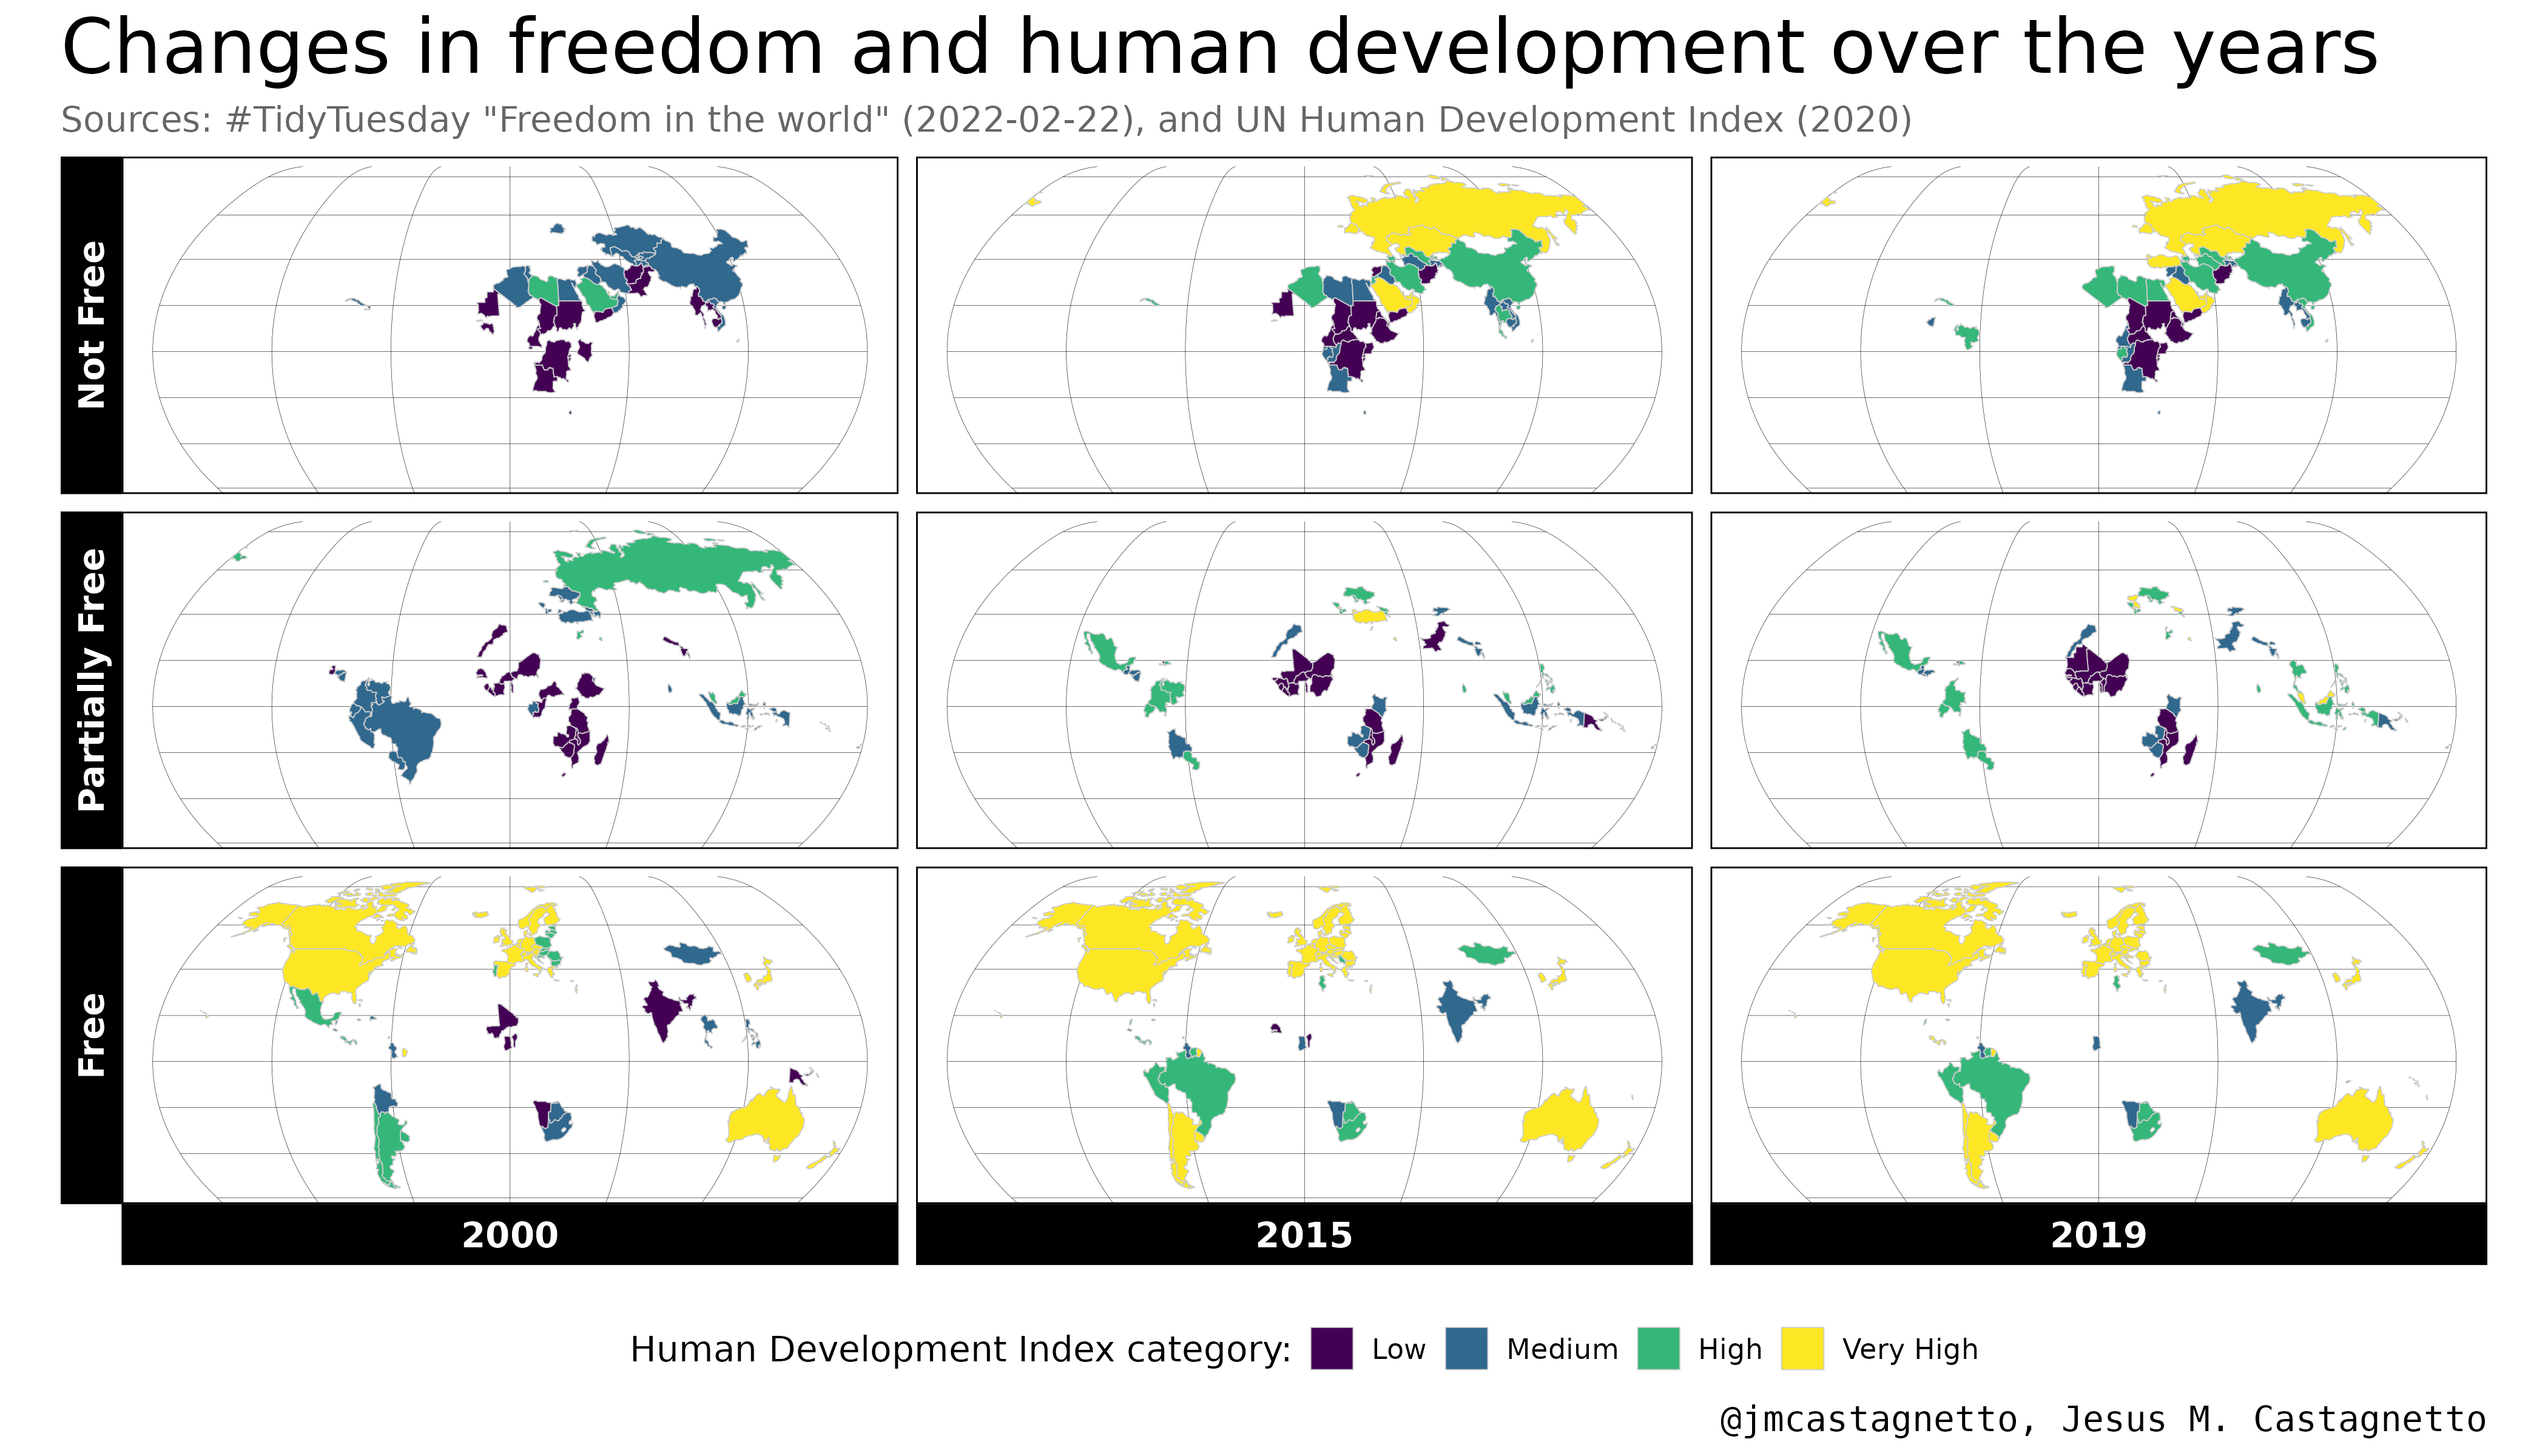 Changes in freedom and human development over the years
Sources: #TidyTuesday "Freedom in the world" (2022-02-22), and UN Human Development Index (2020)
Not Free
Partially Free
Free
2000
2015
2019
Human Development Index category:
Low
Medium
High
Very High
@jmcastagnetto, Jesus M. Castagnetto